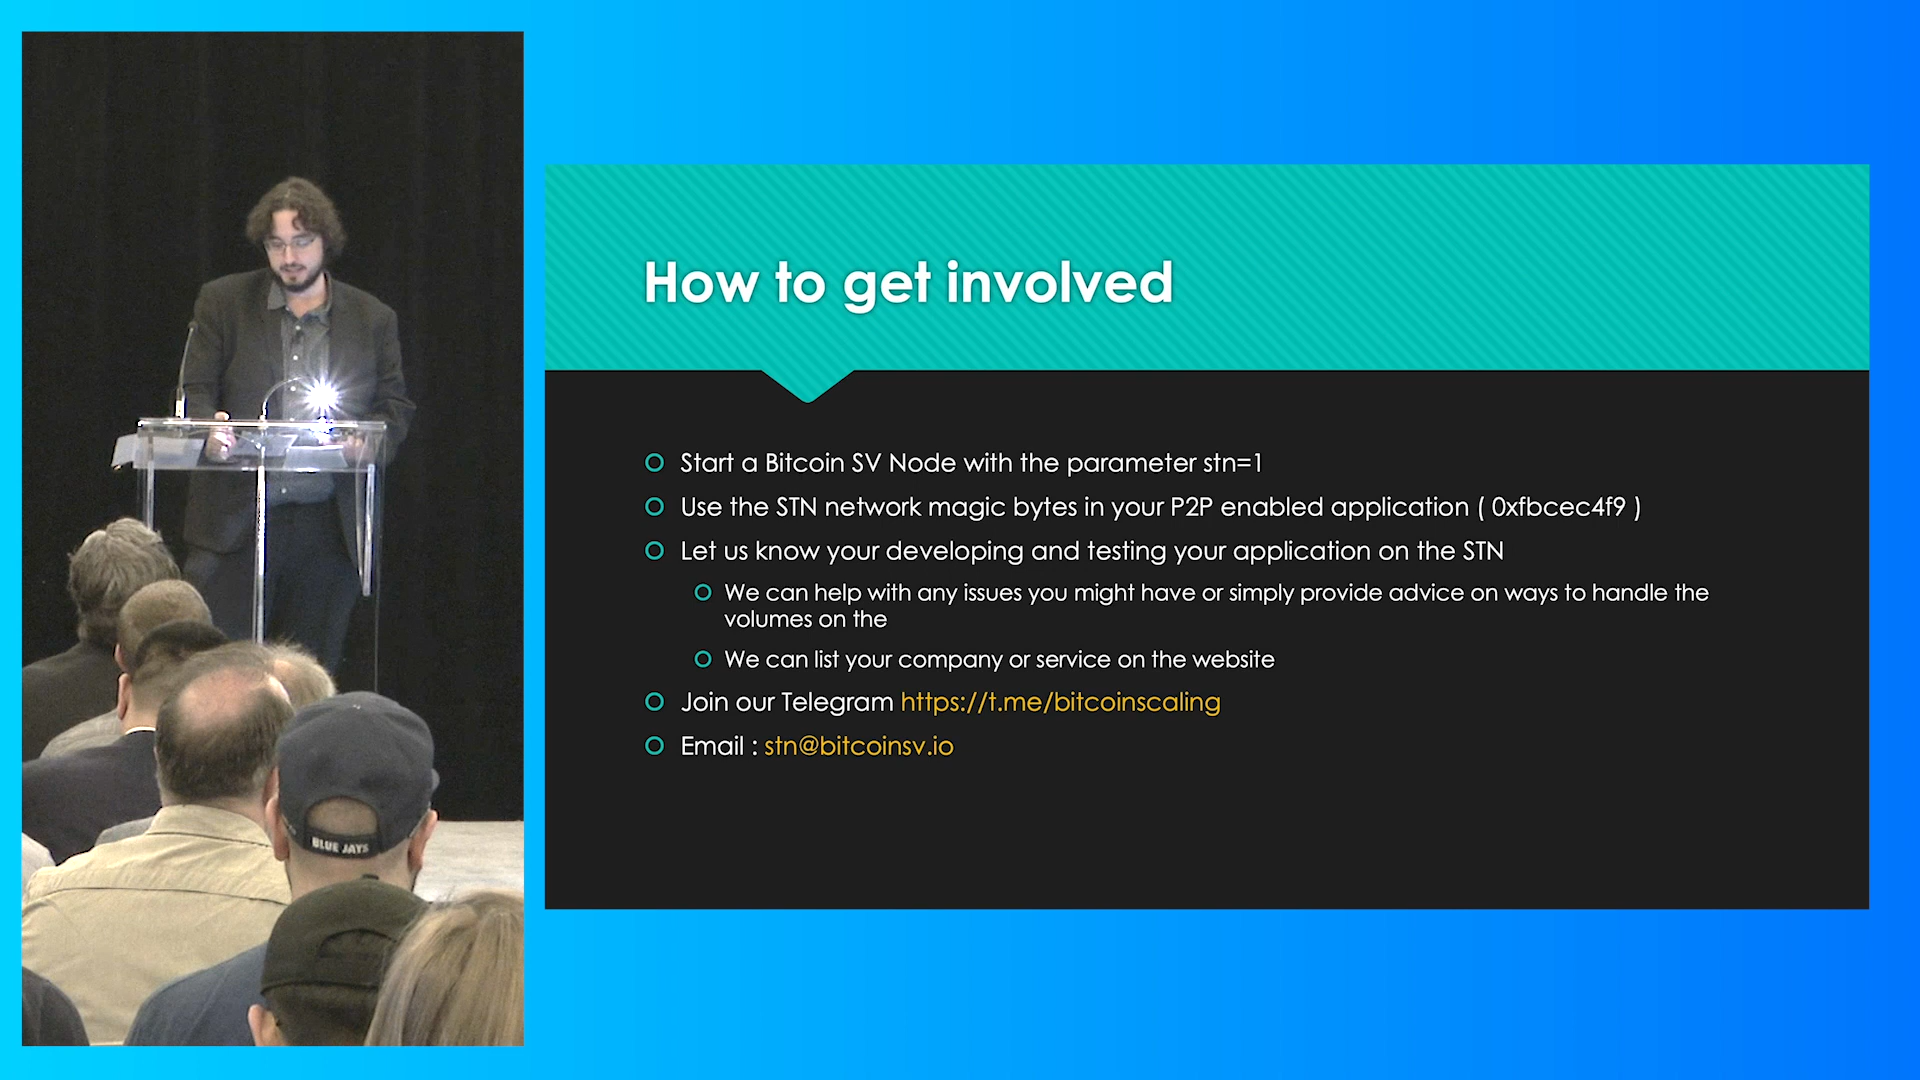 How to get involved
Start a Bitcoin SV Node with the parameter stn=1
Use the STN network magic bytes in your P2P enabled application ( 0xfbcec4f9 )
Let us know your developing and testing your application on the STN
We can help with any issues you might have or simply provide advice on ways to handle the
volumes on the
We can list your company or service on the website
Join our Telegram https://t.me/bitcoinscaling
Email : stn@bitcoinsv.io
BLUE JAYS